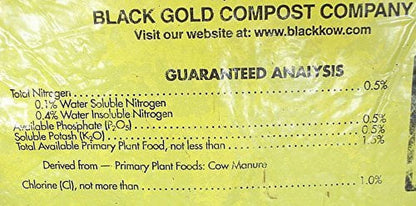 BLACK GOLD COMPOST COMPANY
Visit our website at: www.blackkow.com
GUARANTEED ANALYSIS
Total Nitrogen ........................ 0.5%
0.1% Water Soluble Nitrogen
0.4% Water Insoluble Nitrogen
Available Phosphate (P₂O₅) ........................ 0.5%
Soluble Potash (K₂O) ........................ 0.5%
Total Available Primary Plant Food, not less than ........................ 1.5%
Derived from — Primary Plant Foods: Cow Manure
Chlorine (Cl), not more than ........................ 1.0%